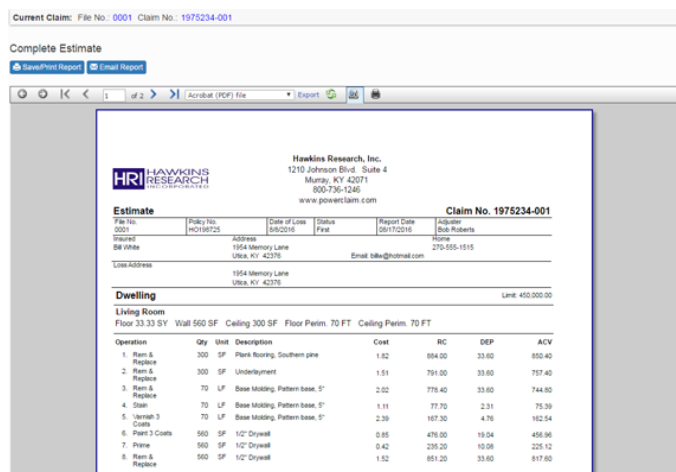 Current Claim: File No.: 0001 Claim No.: 1975234-001
Complete Estimate
Save/Print Report Email Report
1 of 2 Acrobat (PDF) file Export
Hawkins Research, Inc.
1210 Johnson Blvd. Suite 4
Murray, KY 42071
800-736-1246
www.powerclaim.com
HRI HAWKINS RESEARCH INCORPORATED
Estimate Claim No. 1975234-001
File No. Policy No. Date of Loss Status Report Date Adjuster
0001 HO198725 8/8/2016 First 08/17/2016 Bob Roberts
Insured Address Home
Bill White 1954 Memory Lane 270-555-1515
Utica, KY 42376 Email: billw@hotmail.com
Loss Address
1954 Memory Lane
Utica, KY 42376
Dwelling Limit: 450,000.00
Living Room
Floor 33.33 SY Wall 560 SF Ceiling 300 SF Floor Perim. 70 FT Ceiling Perim. 70 FT
Operation Qty Unit Description Cost RC DEP ACV
1. Rem & Replace 300 SF Plank flooring, Southern pine 1.82 884.00 33.60 850.40
2. Rem & Replace 300 SF Underlayment 1.51 791.00 33.60 757.40
3. Rem & Replace 70 LF Base Molding, Pattern base, 5" 2.02 778.40 33.60 744.80
4. Stain 70 LF Base Molding, Pattern base, 5" 1.11 77.70 2.31 75.39
5. Varnish 3 Coats 70 LF Base Molding, Pattern base, 5" 2.39 167.30 4.76 162.54
6. Paint 3 Coats 560 SF 1/2" Drywall 0.85 476.00 19.04 456.96
7. Prime 560 SF 1/2" Drywall 0.42 235.20 10.08 225.12
8. Rem & Replace 560 SF 1/2" Drywall 1.52 851.20 33.60 817.60